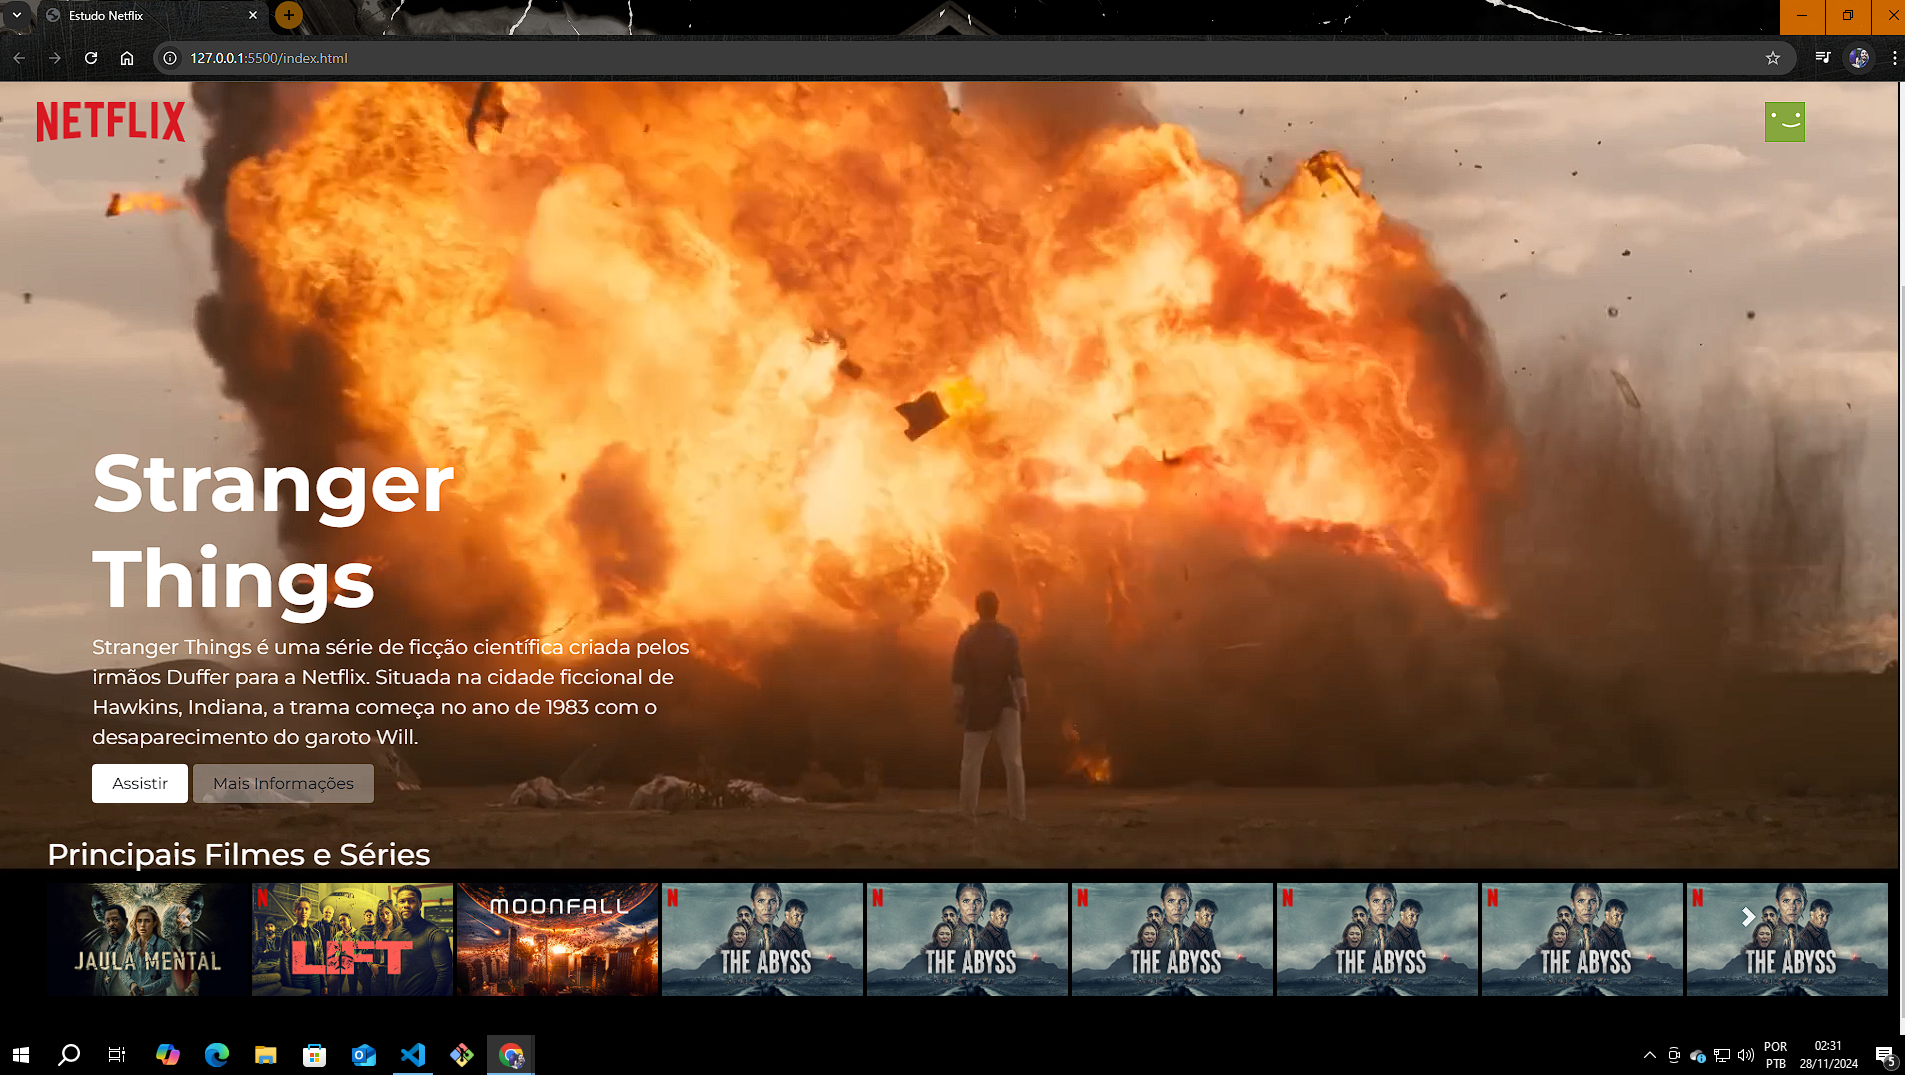 Estudo Netflix
127.0.0.1:5500/index.html
NETFLIX
Stranger
Things
Stranger Things é uma série de ficção científica criada pelos
irmãos Duffer para a Netflix. Situada na cidade ficcional de
Hawkins, Indiana, a trama começa no ano de 1983 com o
desaparecimento do garoto Will.
Assistir
Mais Informações
Principais Filmes e Séries
JAULA MENTAL
N
LIFT
MOONFALL
N
THE ABYSS
N
THE ABYSS
N
THE ABYSS
N
THE ABYSS
N
THE ABYSS
N
THE ABYSS
POR
PTB
02:31
28/11/2024
5